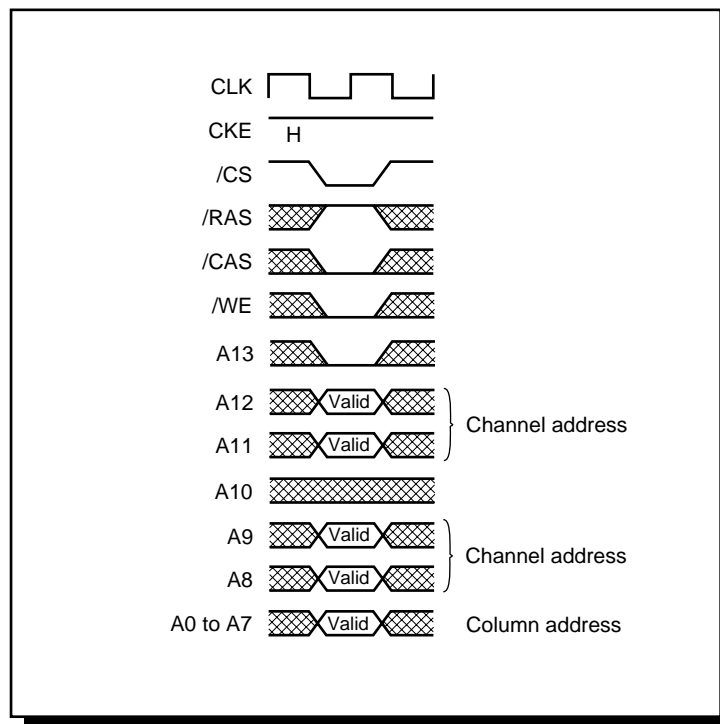 CLK
CKE H
/CS
/RAS
/CAS
/WE
A13
A12 Valid
Channel address
A11 Valid
A10
A9 Valid
Channel address
A8 Valid
A0 to A7 Valid Column address